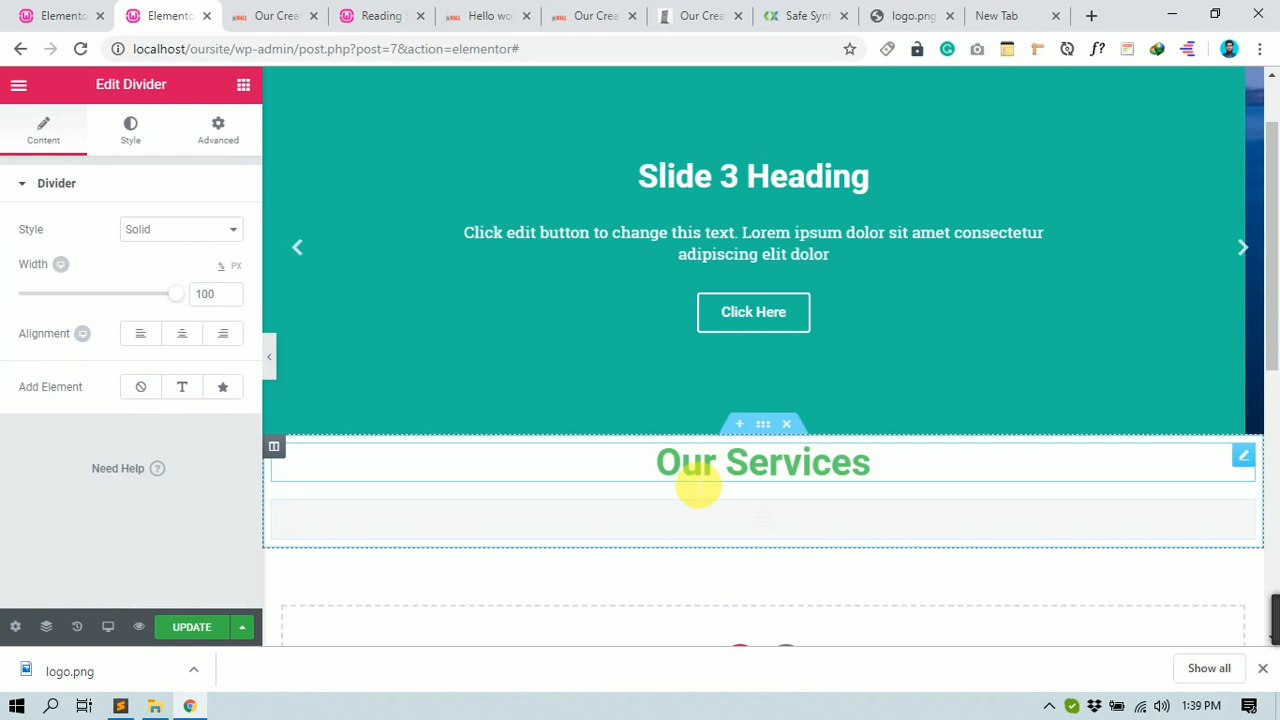 Elemento
Elemento
Our Crea
Reading S
Hello wo
Our Crea
Our Crea
Safe Syn
logo.png
New Tab
localhost/oursite/wp-admin/post.php?post=7&action=elementor#
f?
Edit Divider
Content
Style
Advanced
Divider
Style
Solid
Width
%
PX
100
Alignment
Add Element
T
Need Help ?
UPDATE
Slide 3 Heading
Click edit button to change this text. Lorem ipsum dolor sit amet consectetur
adipiscing elit dolor
Click Here
Our Services
logo.png
Show all
1:39 PM